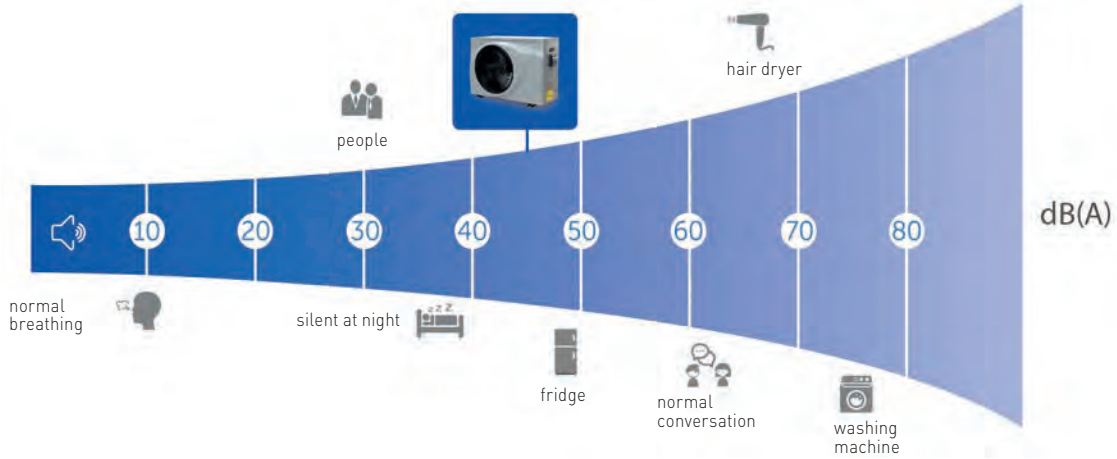 hair dryer
people
10
20
30
40
50
60
70
80
dB(A)
normal
breathing
silent at night
zzZ
fridge
normal
conversation
washing
machine